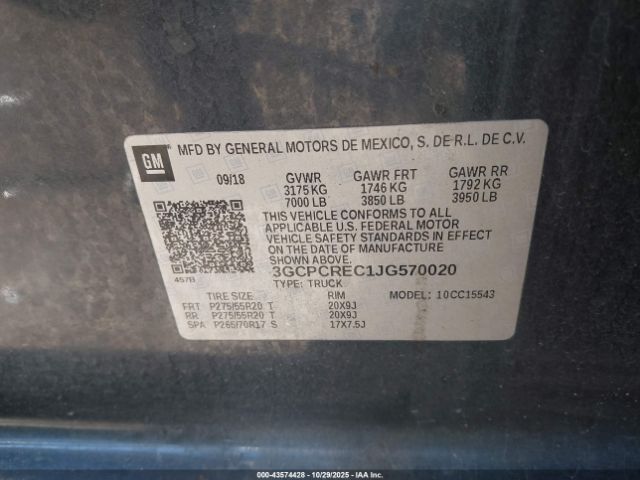 GM
MFD BY GENERAL MOTORS DE MEXICO, S. DE R.L. DE C.V.
09/18 GVWR GAWR FRT GAWR RR
3175 KG 1746 KG 1792 KG
7000 LB 3850 LB 3950 LB
THIS VEHICLE CONFORMS TO ALL
APPLICABLE U.S. FEDERAL MOTOR
VEHICLE SAFETY STANDARDS IN EFFECT
ON THE DATE OF MANUFACTURE
SHOWN ABOVE.
457B 3GCPCREC1JG570020
TYPE: TRUCK
TIRE SIZE RIM MODEL: 10CC15543
FRT P275/55R20 T 20X9J
RR P275/55R20 T 20X9J
SPA P265/70R17 S 17X7.5J
200-43574428 - 10/29/2025 - IAA Inc.